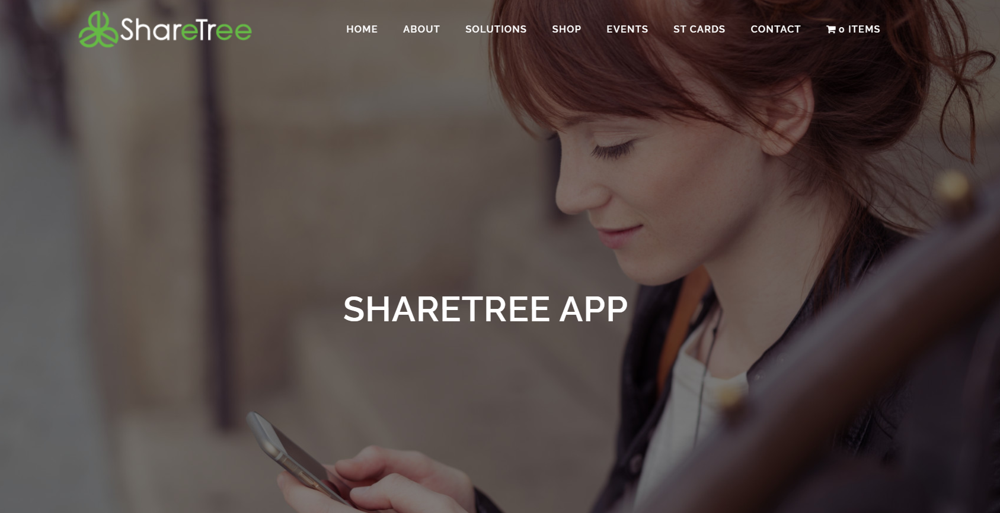 ShareTree
HOME ABOUT SOLUTIONS SHOP EVENTS ST CARDS CONTACT 0 ITEMS
SHARETREE APP